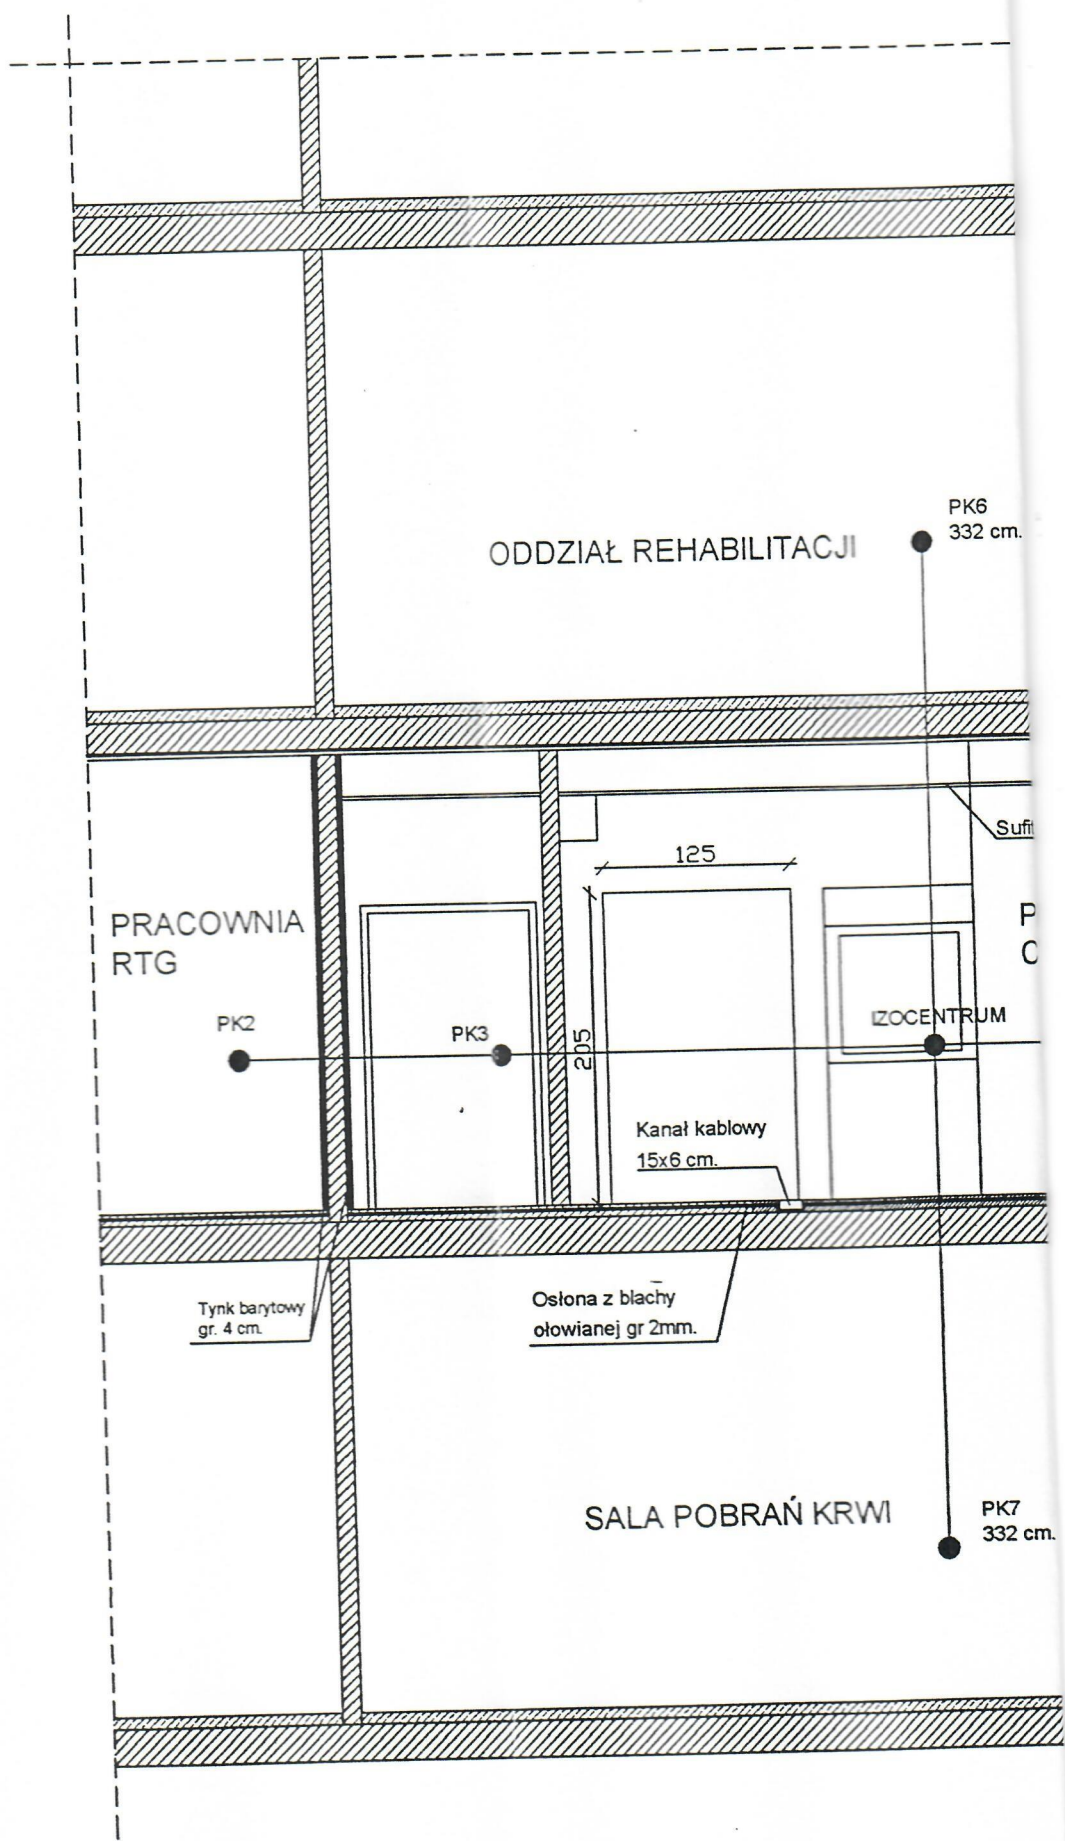 PK6
332 cm.
ODDZIAŁ REHABILITACJI
125
PRACOWNIA
RTG
PK2
PK3
205
IZOCENTRUM
Kanał kablowy
15x6 cm.
Tynk barytowy
gr. 4 cm.
Osłona z blachy
ołowianej gr 2mm.
SALA POBRAŃ KRWI
PK7
332 cm.